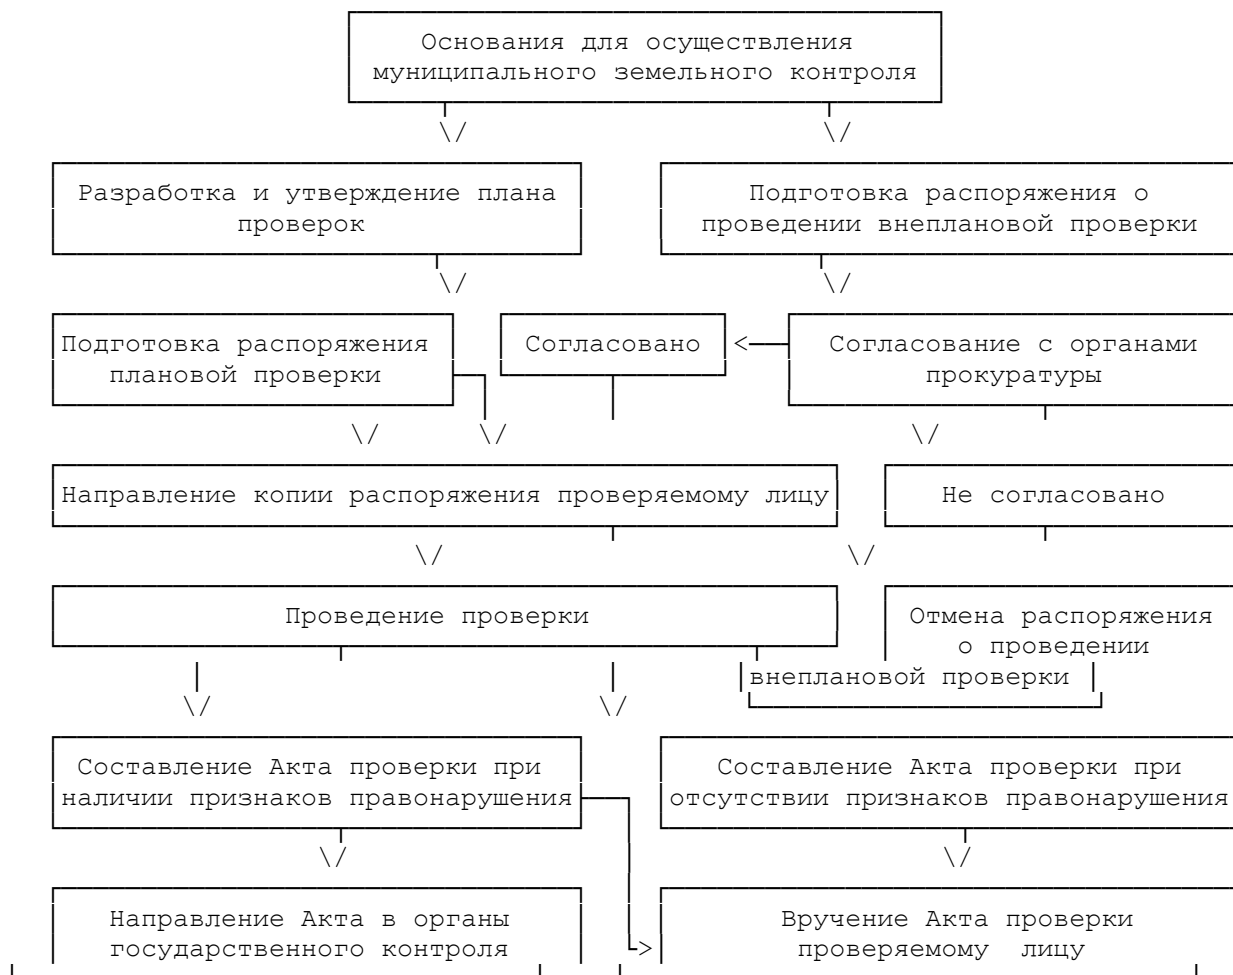 Основания для осуществления
муниципального земельного контроля
Разработка и утверждение плана
проверок
Подготовка распоряжения о
проведении внеплановой проверки
Подготовка распоряжения
плановой проверки
Согласовано
Согласование с органами
прокуратуры
Направление копии распоряжения проверяемому лицу
Не согласовано
Проведение проверки
Отмена распоряжения
о проведении
внеплановой проверки
Составление Акта проверки при
наличии признаков правонарушения
Составление Акта проверки при
отсутствии признаков правонарушения
Направление Акта в органы
государственного контроля
Вручение Акта проверки
проверяемому лицу